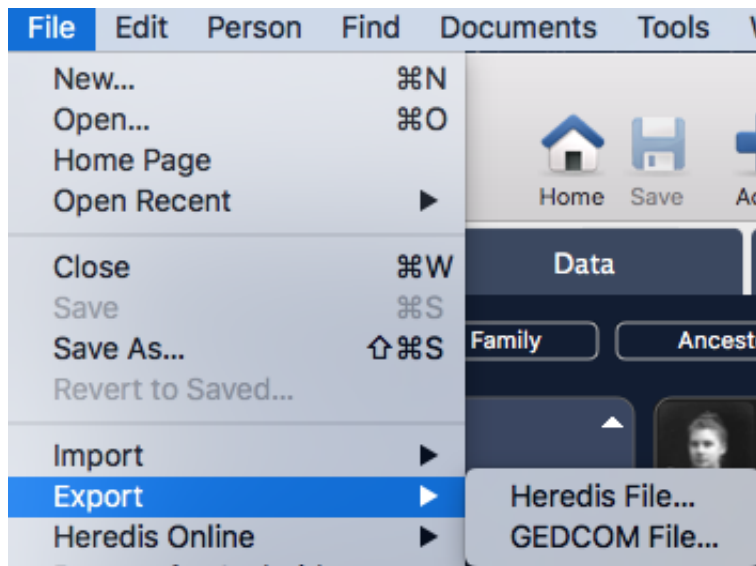 File Edit Person Find Documents Tools
New... ⌘N
Open... ⌘O
Home Page
Open Recent
Close ⌘W
Save ⌘S
Save As... ⇧⌘S
Revert to Saved...
Import
Export
Heredis Online
Heredis File...
GEDCOM File...
Home Save
Data
Family